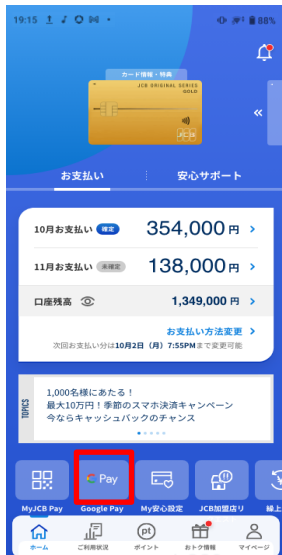 19:15
88%
カード情報・特典
JCB ORIGINAL SERIES
GOLD
JCB
«
お支払い
安心サポート
10月お支払い 確定 354,000 円 >
11月お支払い 未確定 138,000 円 >
口座残高 1,349,000 円 >
お支払い方法変更 >
次回お支払い分は10月2日（月）7:55PMまで変更可能
TOPICS
1,000名様にあたる！
最大10万円！季節のスマホ決済キャンペーン
今ならキャッシュバックのチャンス
G Pay
MyJCB Pay
Google Pay
My安心設定
JCB加盟店リ
繰上
pt
ホーム
ご利用状況
ポイント
おトク情報
マイページ